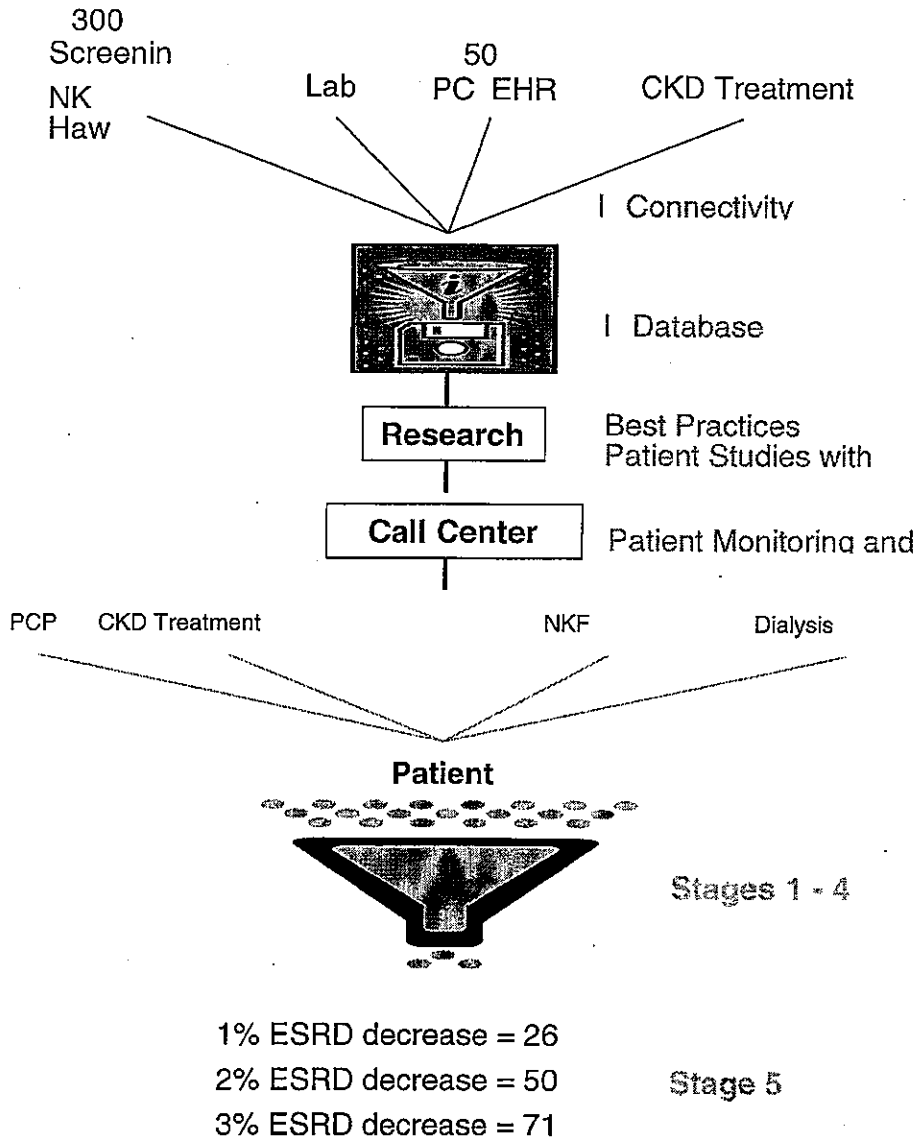 300
Screenin
NK
Haw
Lab
50
PC EHR
CKD Treatment
I Connectivity
i
I Database
Research
Best Practices
Patient Studies with
Call Center
Patient Monitoring and
PCP
CKD Treatment
NKF
Dialysis
Patient
Stages 1 - 4
1% ESRD decrease = 26
2% ESRD decrease = 50
3% ESRD decrease = 71
Stage 5